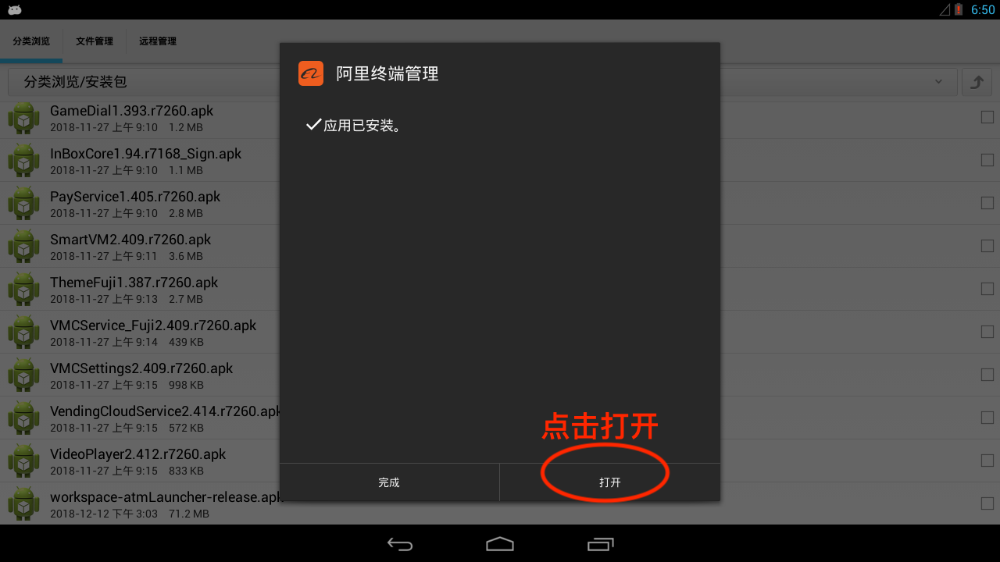 6:50
分类浏览 文件管理 远程管理
分类浏览/安装包
GameDial1.393.r7260.apk
2018-11-27 上午 9:10 1.2 MB
InBoxCore1.94.r7168_Sign.apk
2018-11-27 上午 9:10 1.1 MB
PayService1.405.r7260.apk
2018-11-27 上午 9:10 2.8 MB
SmartVM2.409.r7260.apk
2018-11-27 上午 9:11 3.6 MB
ThemeFuji1.387.r7260.apk
2018-11-27 上午 9:13 2.7 MB
VMCService_Fuji2.409.r7260.apk
2018-11-27 上午 9:14 439 KB
VMCSettings2.409.r7260.apk
2018-11-27 上午 9:15 998 KB
VendingCloudService2.414.r7260.apk
2018-11-27 上午 9:15 572 KB
VideoPlayer2.412.r7260.apk
2018-11-27 上午 9:15 833 KB
workspace-atmLauncher-release.apk
2018-12-12 下午 3:03 71.2 MB
阿里终端管理
应用已安装。
点击打开
完成 打开